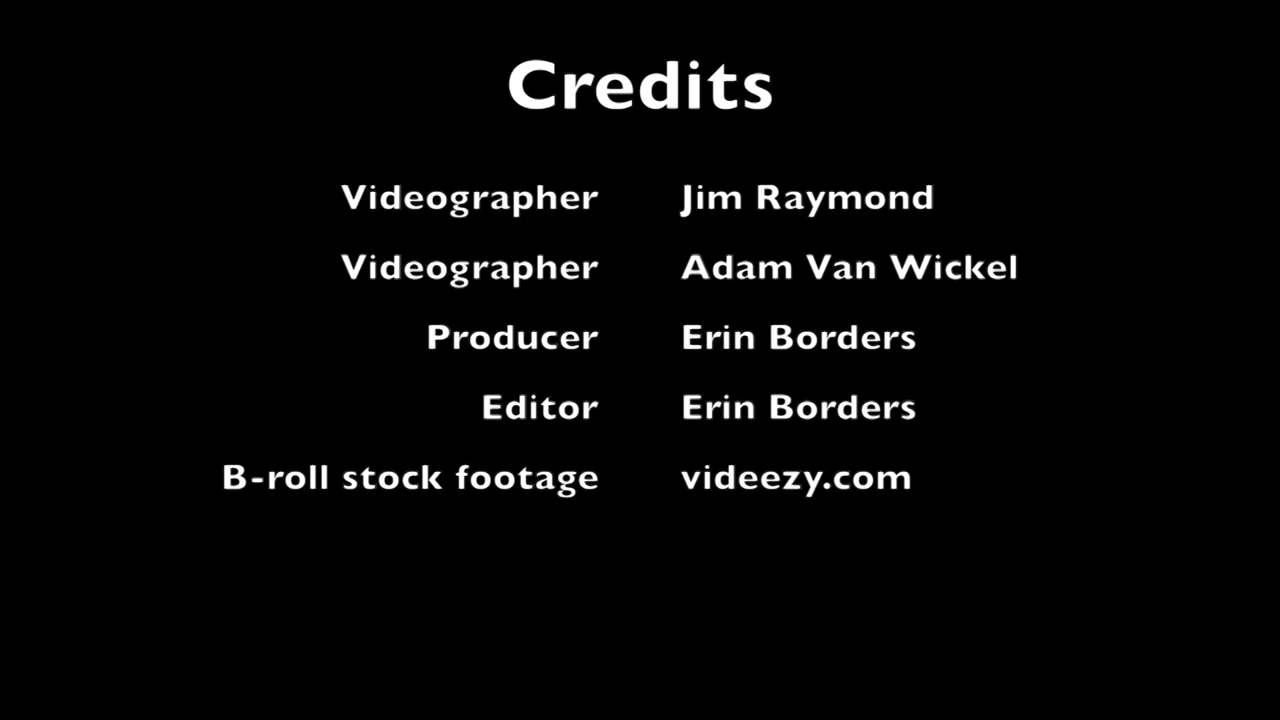 Credits
Videographer Jim Raymond
Videographer Adam Van Wickel
Producer Erin Borders
Editor Erin Borders
B-roll stock footage videezy.com